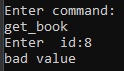 Enter command:
get_book
Enter  id:8
bad value